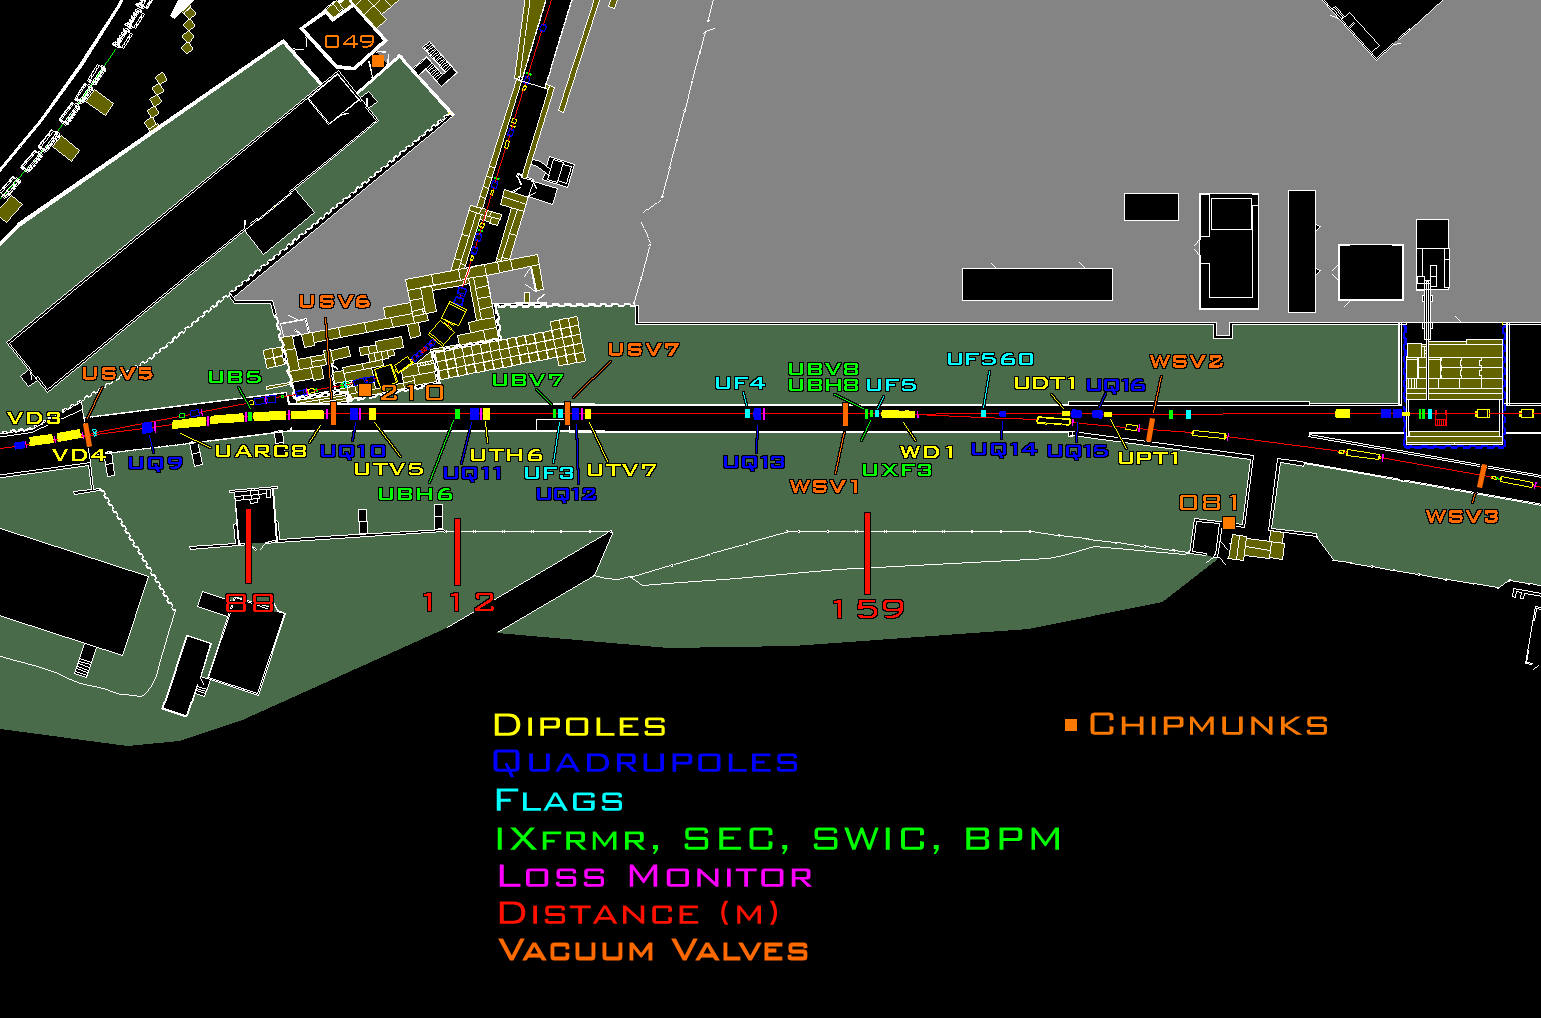 049
USV6
USV7
USV5
UB5
210
UBV7
UBV8
UBH8
UF4
UF5
UF560
WSV2
UDT1
UQ16
VD3
VD4
UQ9
UARC8
UQ10
UTV5
UBH6
UQ11
UTH6
UF3
UQ12
UTV7
UQ13
WSV1
UXF3
WD1
UQ14
UQ15
UPT1
081
WSV3
88
112
159
DIPOLES
QUADRUPOLES
FLAGS
IXFRMR, SEC, SWIC, BPM
LOSS MONITOR
DISTANCE (M)
VACUUM VALVES
CHIPMUNKS